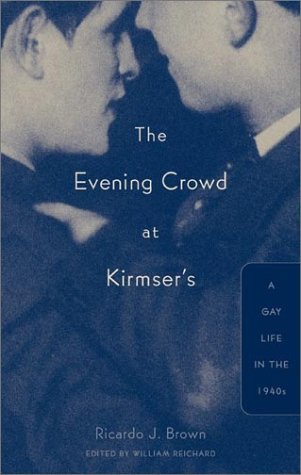 The
Evening Crowd
at
Kirmser's
A
GAY
LIFE
IN THE
1940s
Ricardo J. Brown
EDITED BY WILLIAM REICHARD